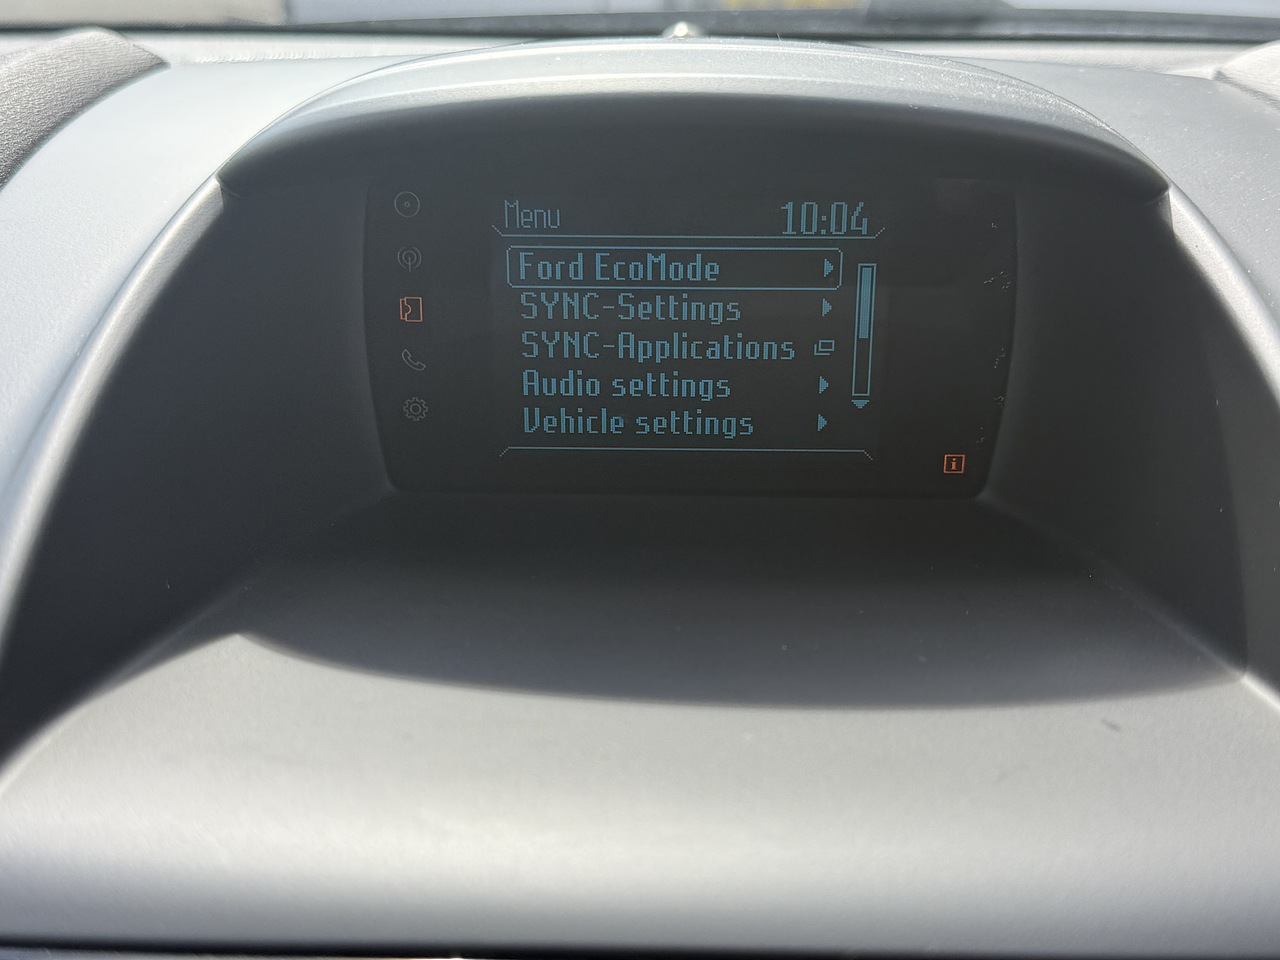 Menu 10:04
Ford EcoMode
SYNC-Settings
SYNC-Applications
Audio settings
Vehicle settings
i